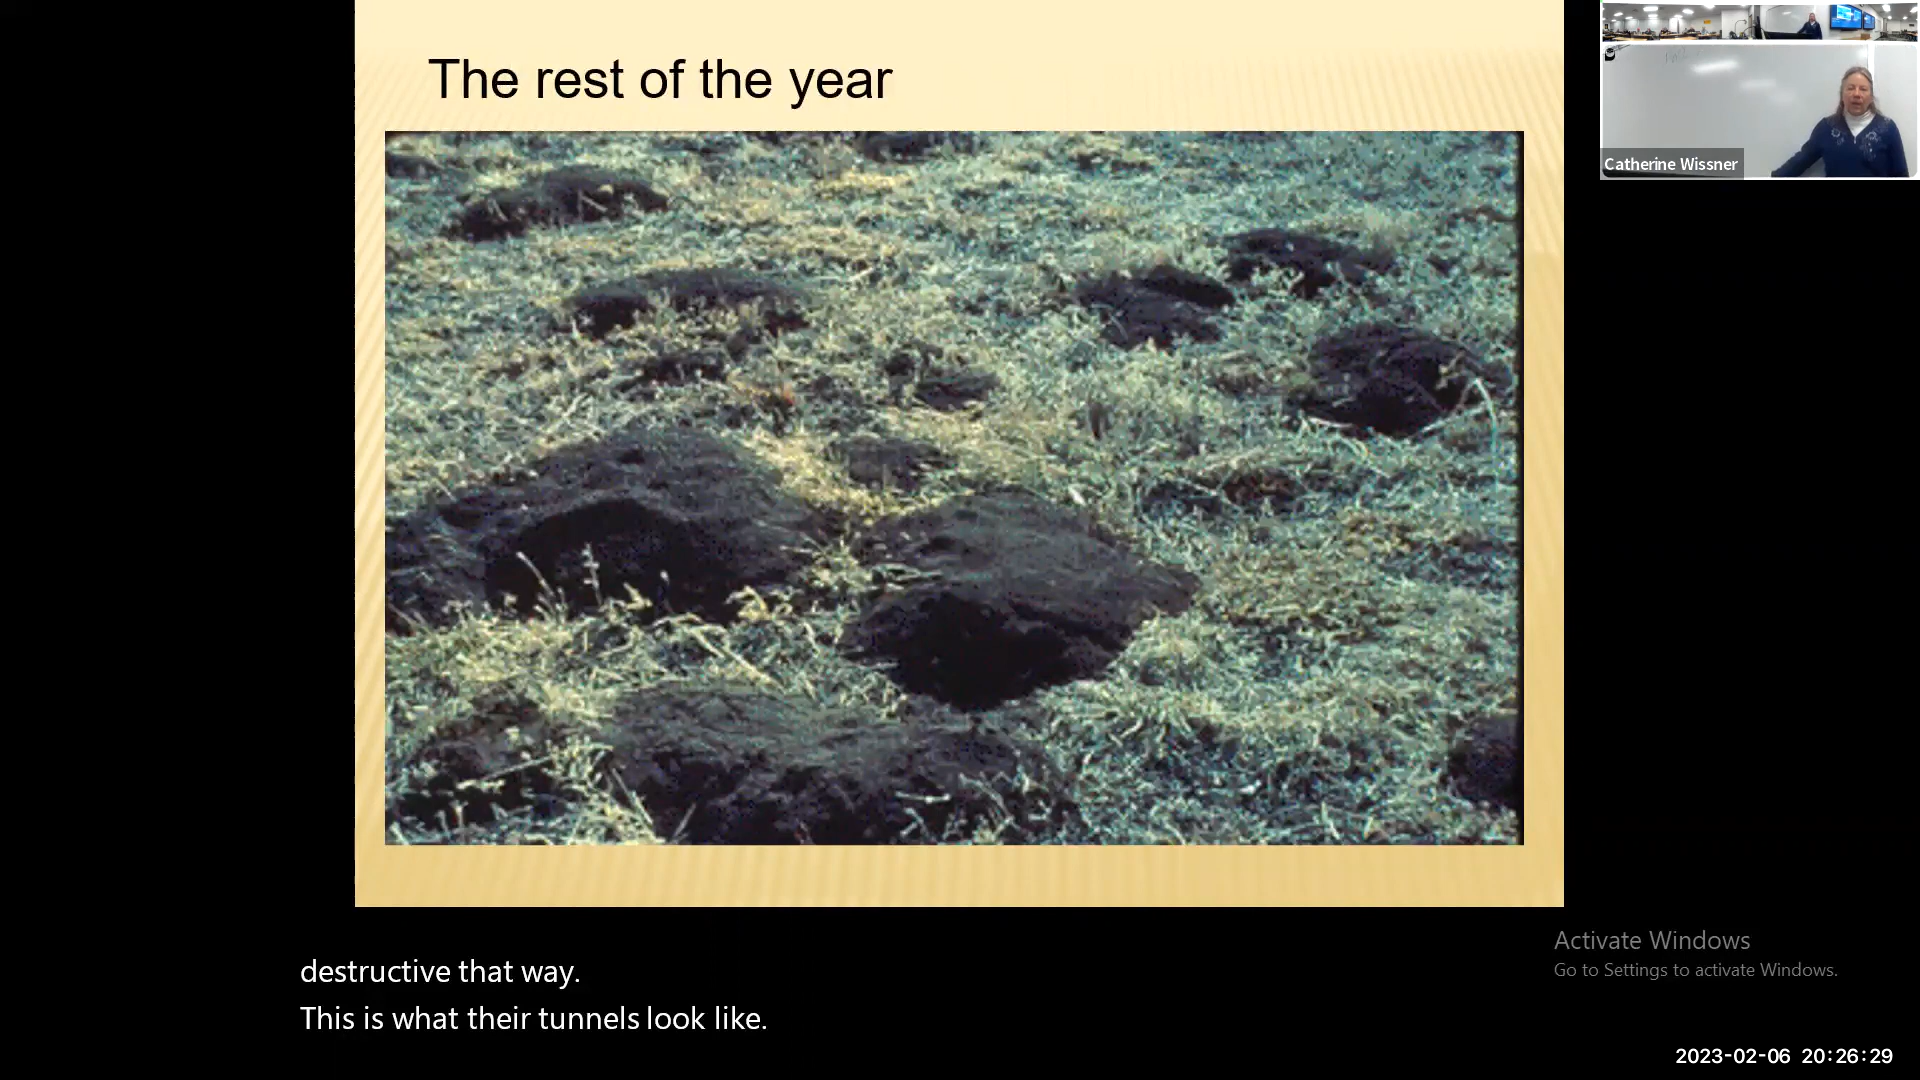 The rest of the year
Catherine Wissner
destructive that way.
This is what their tunnels look like.
Activate Windows
Go to Settings to activate Windows.
2023-02-06 20:26:29